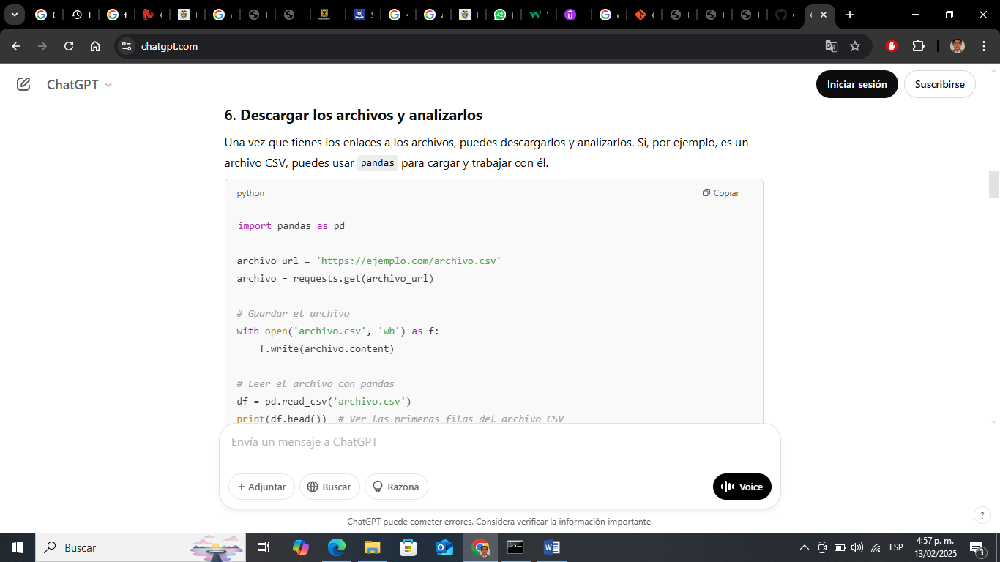 chatgpt.com
ChatGPT
Iniciar sesión
Suscribirse
6. Descargar los archivos y analizarlos
Una vez que tienes los enlaces a los archivos, puedes descargarlos y analizarlos. Si, por ejemplo, es un
archivo CSV, puedes usar pandas para cargar y trabajar con él.
python
Copiar
import pandas as pd
archivo_url = 'https://ejemplo.com/archivo.csv'
archivo = requests.get(archivo_url)
# Guardar el archivo
with open('archivo.csv', 'wb') as f:
    f.write(archivo.content)
# Leer el archivo con pandas
df = pd.read_csv('archivo.csv')
print(df.head())  # Ver las primeras filas del archivo CSV
Envía un mensaje a ChatGPT
+ Adjuntar
Buscar
Razona
Voice
ChatGPT puede cometer errores. Considera verificar la información importante.
?
Buscar
ESP
4:57 p. m.
13/02/2025
3